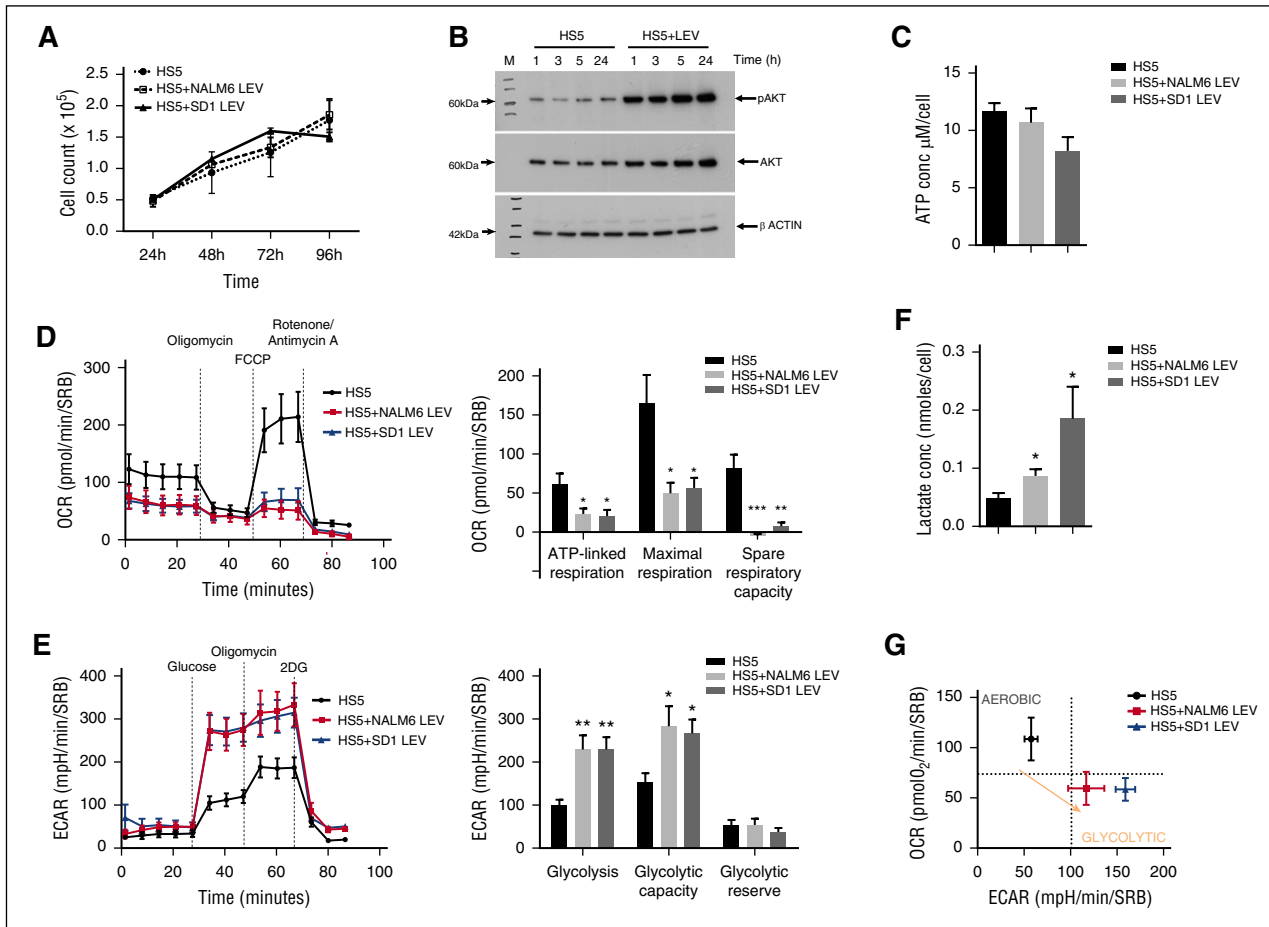 A
HS5
HS5+NALM6 LEV
HS5+SD1 LEV
Cell count (x 10⁵)
2.5
2.0
1.5
1.0
0.5
0.0
24h 48h 72h 96h
Time
B
HS5 HS5+LEV
M 1 3 5 24 1 3 5 24 Time (h)
60kDa pAKT
60kDa AKT
42kDa β ACTIN
C
HS5
HS5+NALM6 LEV
HS5+SD1 LEV
ATP conc μM/cell
15
10
5
0
D
Oligomycin
FCCP
Rotenone/
Antimycin A
HS5
HS5+NALM6 LEV
HS5+SD1 LEV
OCR (pmol/min/SRB)
300
200
100
0
0 20 40 60 80 100
Time (minutes)
HS5
HS5+NALM6 LEV
HS5+SD1 LEV
OCR (pmol/min/SRB)
200
150
100
50
0
* * * * *** **
ATP-linked
respiration
Maximal
respiration
Spare
respiratory
capacity
F
HS5
HS5+NALM6 LEV
HS5+SD1 LEV
Lactate conc (nmoles/cell)
0.3
0.2
0.1
0.0
* *
E
Glucose
Oligomycin
2DG
HS5
HS5+NALM6 LEV
HS5+SD1 LEV
ECAR (mpH/min/SRB)
400
300
200
100
0
0 20 40 60 80 100
Time (minutes)
HS5
HS5+NALM6 LEV
HS5+SD1 LEV
ECAR (mpH/min/SRB)
400
300
200
100
0
** ** * *
Glycolysis
Glycolytic
capacity
Glycolytic
reserve
G
HS5
HS5+NALM6 LEV
HS5+SD1 LEV
OCR (pmolO₂/min/SRB)
150
100
50
0
AEROBIC
GLYCOLYTIC
0 50 100 150 200
ECAR (mpH/min/SRB)